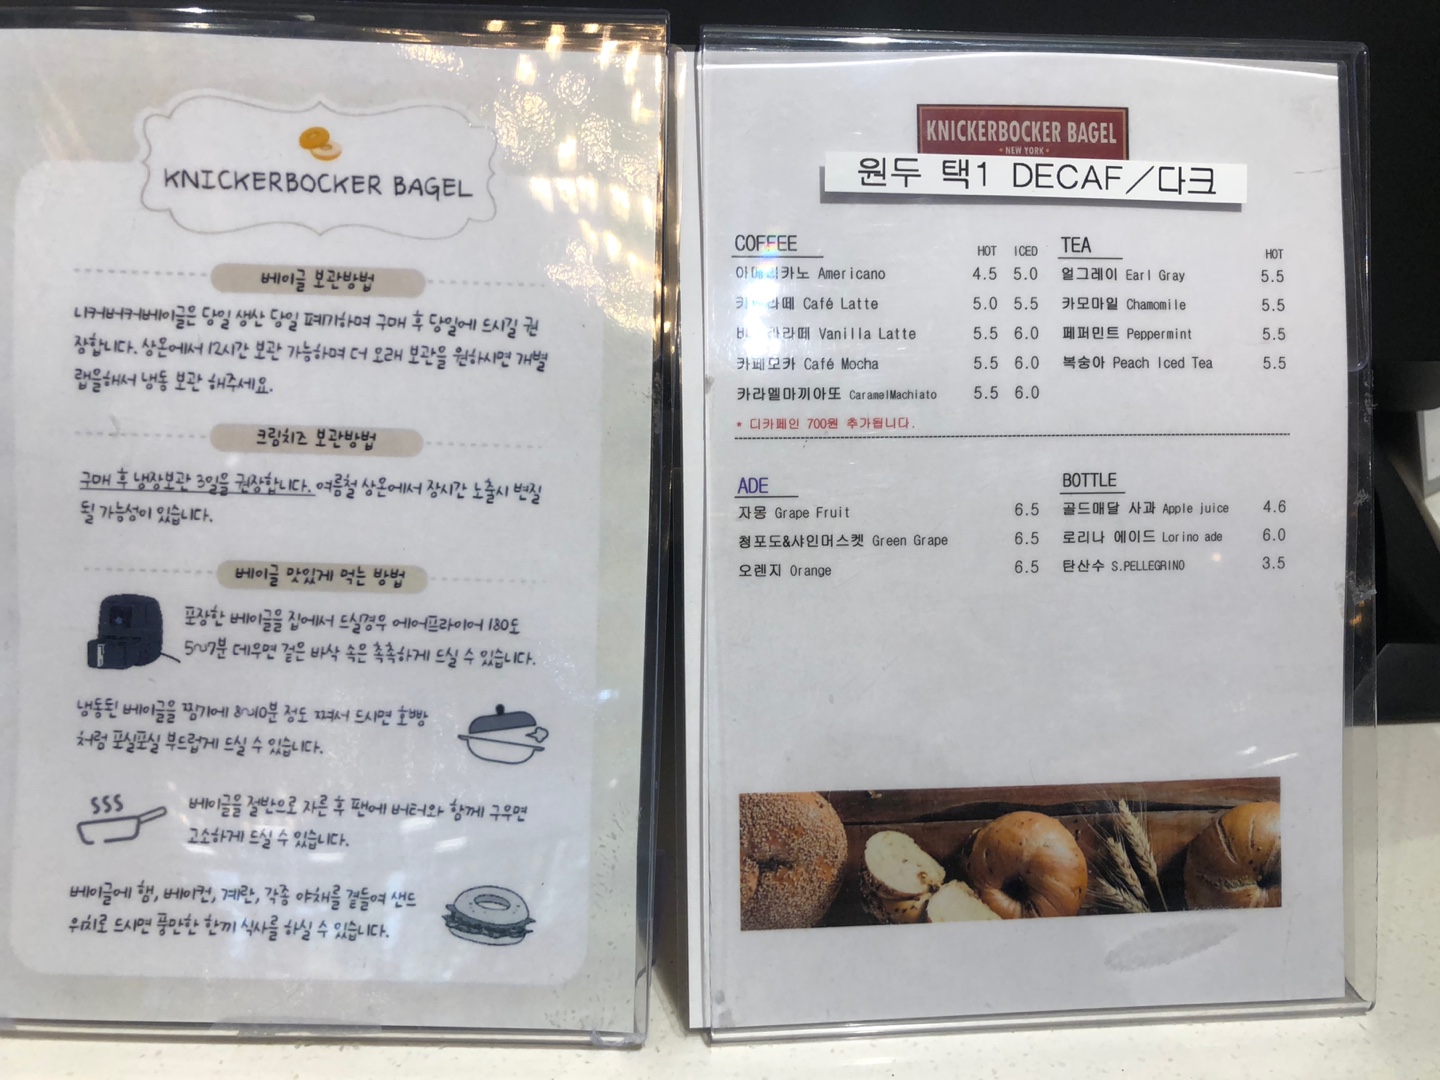 KNICKERBOCKER BAGEL
베이글 보관방법
니커버커베이글은 당일 생산 당일 폐기하며 구매 후 당일에 드시길 권
장합니다. 상온에서 12시간 보관 가능하며 더 오래 보관을 원하시면 개별
랩을해서 냉동 보관 해주세요.
크림치즈 보관방법
구매 후 냉장보관 3일을 권장합니다. 여름철 상온에서 장시간 노출시 변질
될 가능성이 있습니다.
베이글 맛있게 먹는 방법
포장한 베이글을 집에서 드실경우 에어프라이어 180도
5~7분 데우면 겉은 바삭 속은 촉촉하게 드실 수 있습니다.
냉동된 베이글을 찜기에 8~10분 정도 쪄서 드시면 호빵
처럼 포실포실 부드럽게 드실 수 있습니다.
베이글을 절반으로 자른 후 팬에 버터와 함께 구우면
고소하게 드실 수 있습니다.
베이글에 햄, 베이컨, 계란, 각종 야채를 곁들여 샌드
위치로 드시면 풍만한 한끼 식사를 하실 수 있습니다.
KNICKERBOCKER BAGEL
NEW YORK
원두 택1 DECAF/다크
COFFEE HOT ICED
아메리카노 Americano 4.5 5.0
카페라떼 Café Latte 5.0 5.5
바닐라라떼 Vanilla Latte 5.5 6.0
카페모카 Café Mocha 5.5 6.0
카라멜마끼아또 CaramelMachiato 5.5 6.0
* 디카페인 700원 추가됩니다.
TEA HOT
얼그레이 Earl Gray 5.5
카모마일 Chamomile 5.5
페퍼민트 Peppermint 5.5
복숭아 Peach Iced Tea 5.5
ADE
자몽 Grape Fruit 6.5
청포도&샤인머스켓 Green Grape 6.5
오렌지 Orange 6.5
BOTTLE
골드매달 사과 Apple juice 4.6
로리나 에이드 Lorino ade 6.0
탄산수 S.PELLEGRINO 3.5